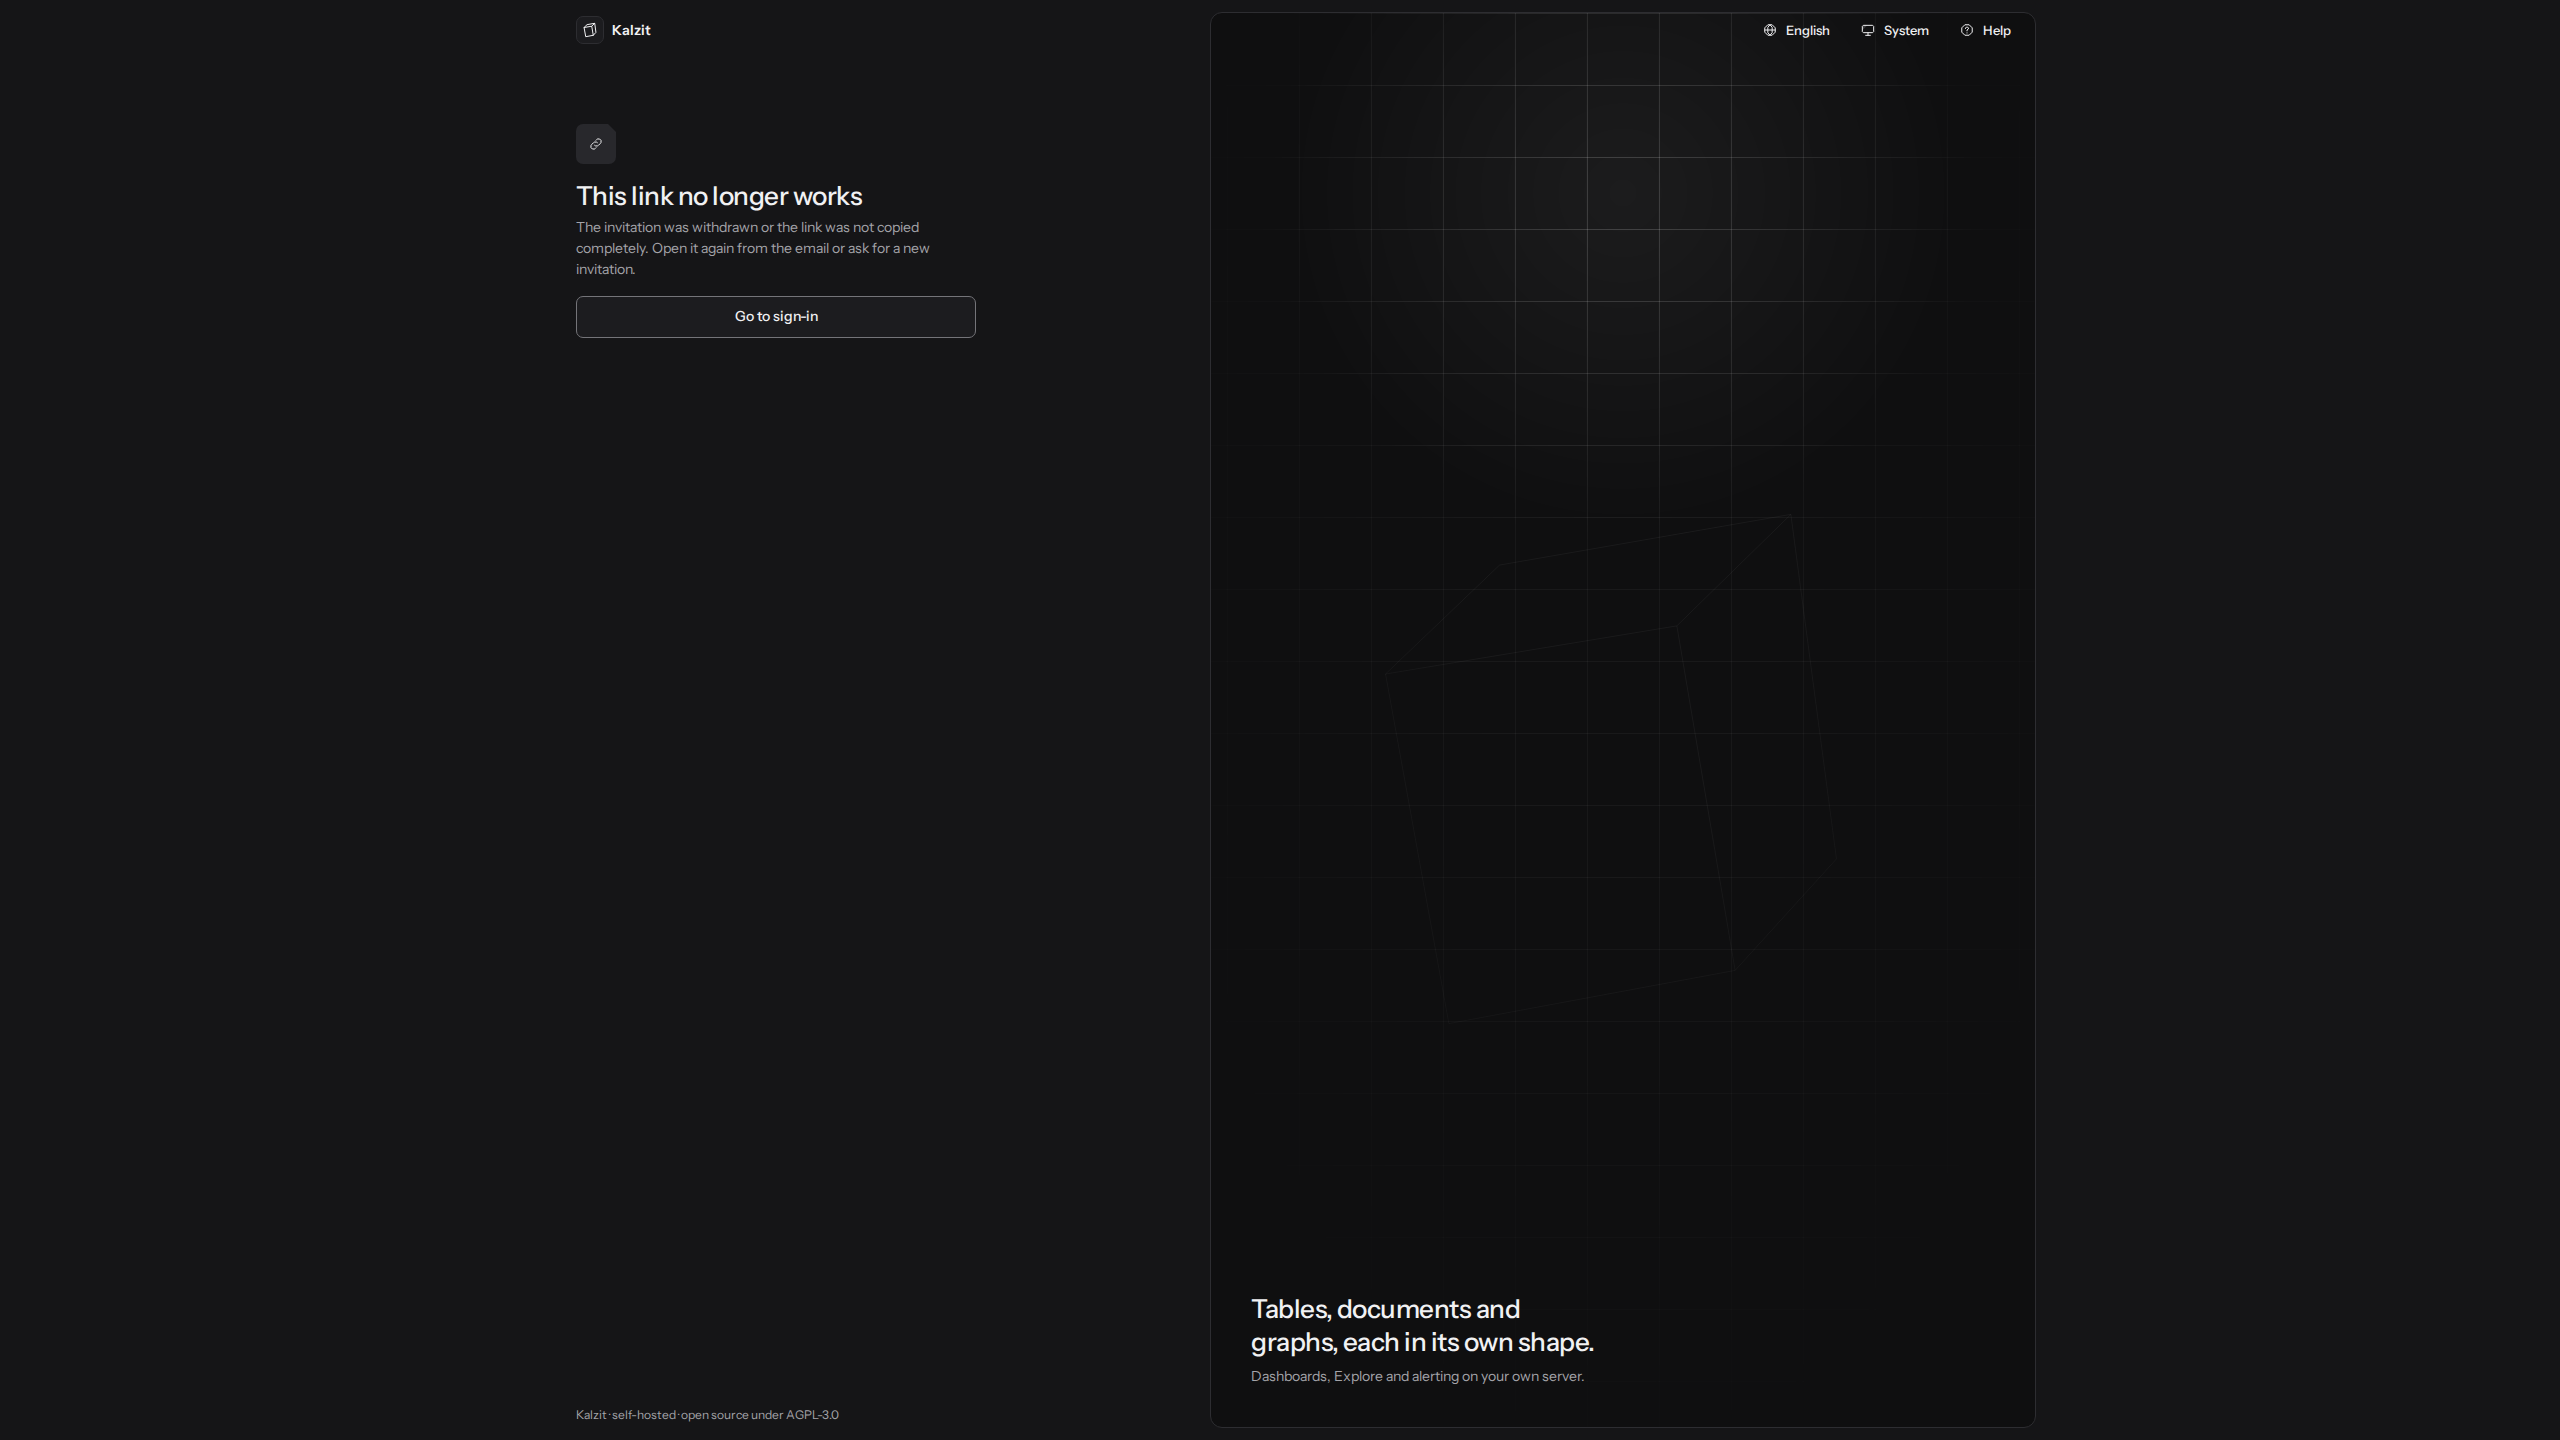 Kalzit
English
System
Help
This link no longer works
The invitation was withdrawn or the link was not copied
completely. Open it again from the email or ask for a new
invitation.
Go to sign-in
Tables, documents and
graphs, each in its own shape.
Dashboards, Explore and alerting on your own server.
Kalzit · self-hosted · open source under AGPL-3.0